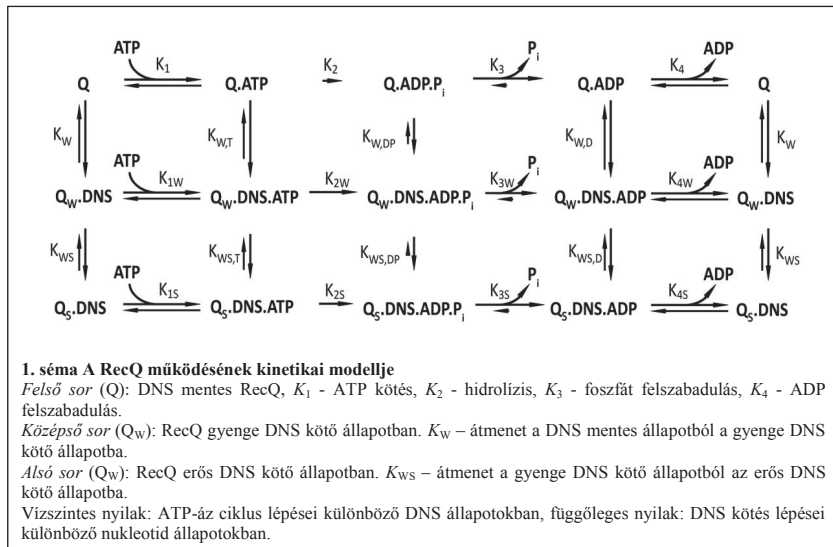 ATP K1 K2 K3 Pi K4 ADP
Q Q.ATP Q.ADP.Pi Q.ADP Q
KW KW,T KW,DP KW,D KW
ATP K1W K2W K3W Pi K4W ADP
QW.DNS QW.DNS.ATP QW.DNS.ADP.Pi QW.DNS.ADP QW.DNS
KWS KWS,T KWS,DP KWS,D KWS
ATP K1S K2S K3S Pi K4S ADP
QS.DNS QS.DNS.ATP QS.DNS.ADP.Pi QS.DNS.ADP QS.DNS
1. séma A RecQ működésének kinetikai modellje
Felső sor (Q): DNS mentes RecQ, K1 - ATP kötés, K2 - hidrolízis, K3 - foszfát felszabadulás, K4 - ADP
felszabadulás.
Középső sor (QW): RecQ gyenge DNS kötő állapotban. KW – átmenet a DNS mentes állapotból a gyenge DNS
kötő állapotba.
Alsó sor (QW): RecQ erős DNS kötő állapotban. KWS – átmenet a gyenge DNS kötő állapotból az erős DNS
kötő állapotba.
Vízszintes nyilak: ATP-áz ciklus lépései különböző DNS állapotokban, függőleges nyilak: DNS kötés lépései
különböző nukleotid állapotokban.